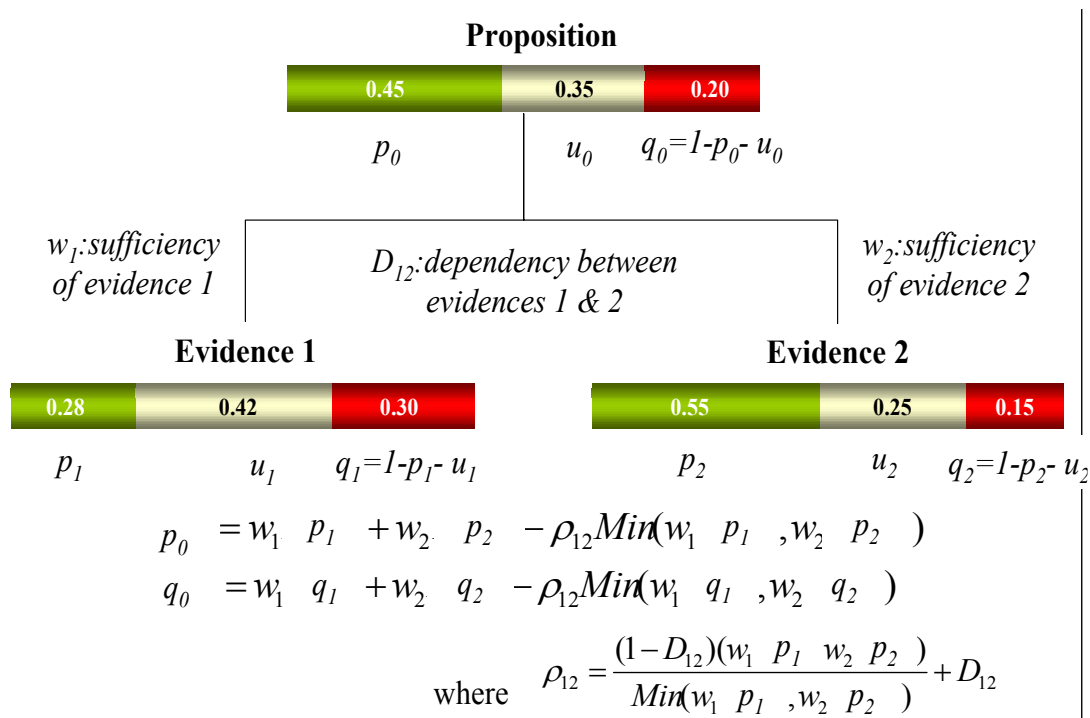 Proposition
0.45 0.35 0.20
p₀ u₀ q₀=1-p₀- u₀
w₁:sufficiency
of evidence 1
D₁₂:dependency between
evidences 1 & 2
w₂:sufficiency
of evidence 2
Evidence 1
Evidence 2
0.28 0.42 0.30
0.55 0.25 0.15
p₁ u₁ q₁=1-p₁- u₁
p₂ u₂ q₂=1-p₂- u₂
p₀ = w₁ p₁ + w₂ p₂ - ρ₁₂Min(w₁ p₁ , w₂ p₂ )
q₀ = w₁ q₁ + w₂ q₂ - ρ₁₂Min(w₁ q₁ , w₂ q₂ )
where ρ₁₂ = (1-D₁₂)(w₁ p₁ w₂ p₂ ) / Min(w₁ p₁ , w₂ p₂ ) + D₁₂